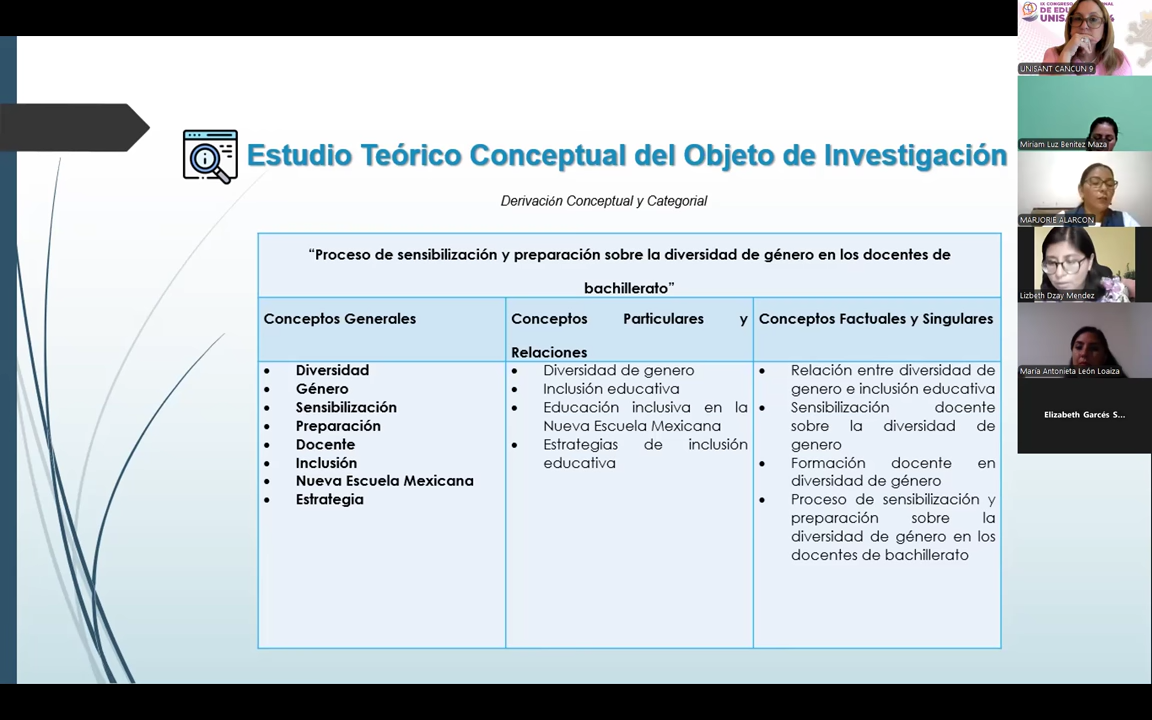 Estudio Teórico Conceptual del Objeto de Investigación
Derivación Conceptual y Categorial
“Proceso de sensibilización y preparación sobre la diversidad de género en los docentes de
bachillerato”
Conceptos Generales
Conceptos Particulares y
Relaciones
Conceptos Factuales y Singulares
• Diversidad
• Género
• Sensibilización
• Preparación
• Docente
• Inclusión
• Nueva Escuela Mexicana
• Estrategia
• Diversidad de genero
• Inclusión educativa
• Educación inclusiva en la
Nueva Escuela Mexicana
• Estrategias de inclusión
educativa
• Relación entre diversidad de
genero e inclusión educativa
• Sensibilización docente
sobre la diversidad de
genero
• Formación docente en
diversidad de género
• Proceso de sensibilización y
preparación sobre la
diversidad de género en los
docentes de bachillerato
UNISANT CANCUN 9
Miriam Luz Benítez Maza
MARJORIE ALARCON
Lizbeth Dzay Mendez
María Antonieta León Loaiza
Elizabeth Garcés S...